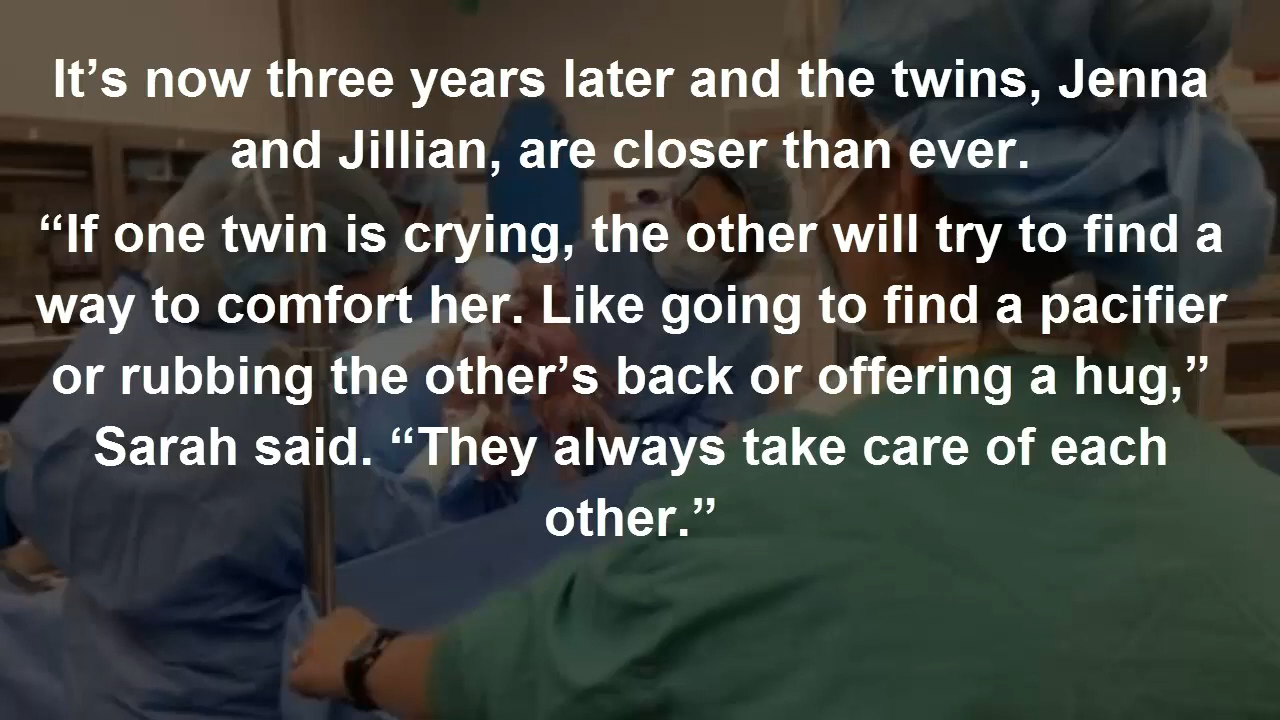 It’s now three years later and the twins, Jenna
and Jillian, are closer than ever.
“If one twin is crying, the other will try to find a
way to comfort her. Like going to find a pacifier
or rubbing the other’s back or offering a hug,”
Sarah said. “They always take care of each
other.”